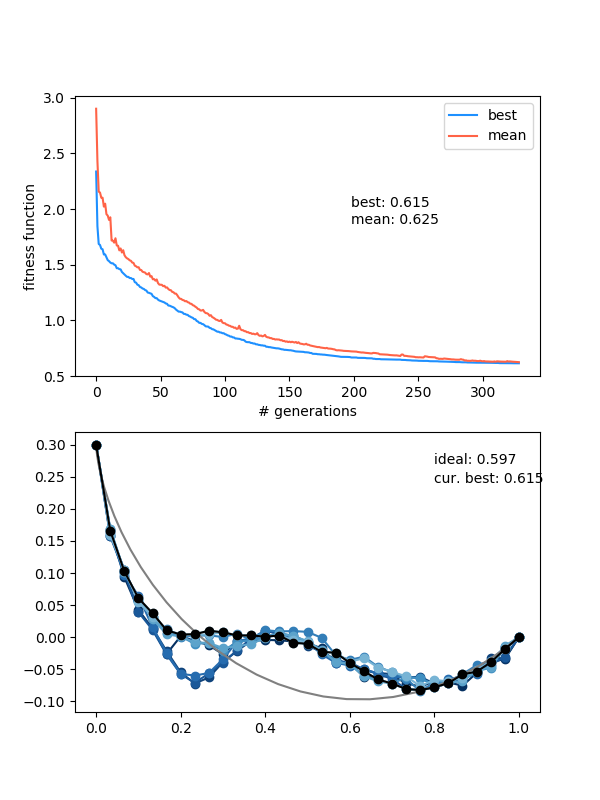 3.0
2.5
2.0
1.5
1.0
0.5
fitness function
best
mean
best: 0.615
mean: 0.625
0 50 100 150 200 250 300
# generations
0.30
0.25
0.20
0.15
0.10
0.05
0.00
−0.05
−0.10
ideal: 0.597
cur. best: 0.615
0.0 0.2 0.4 0.6 0.8 1.0